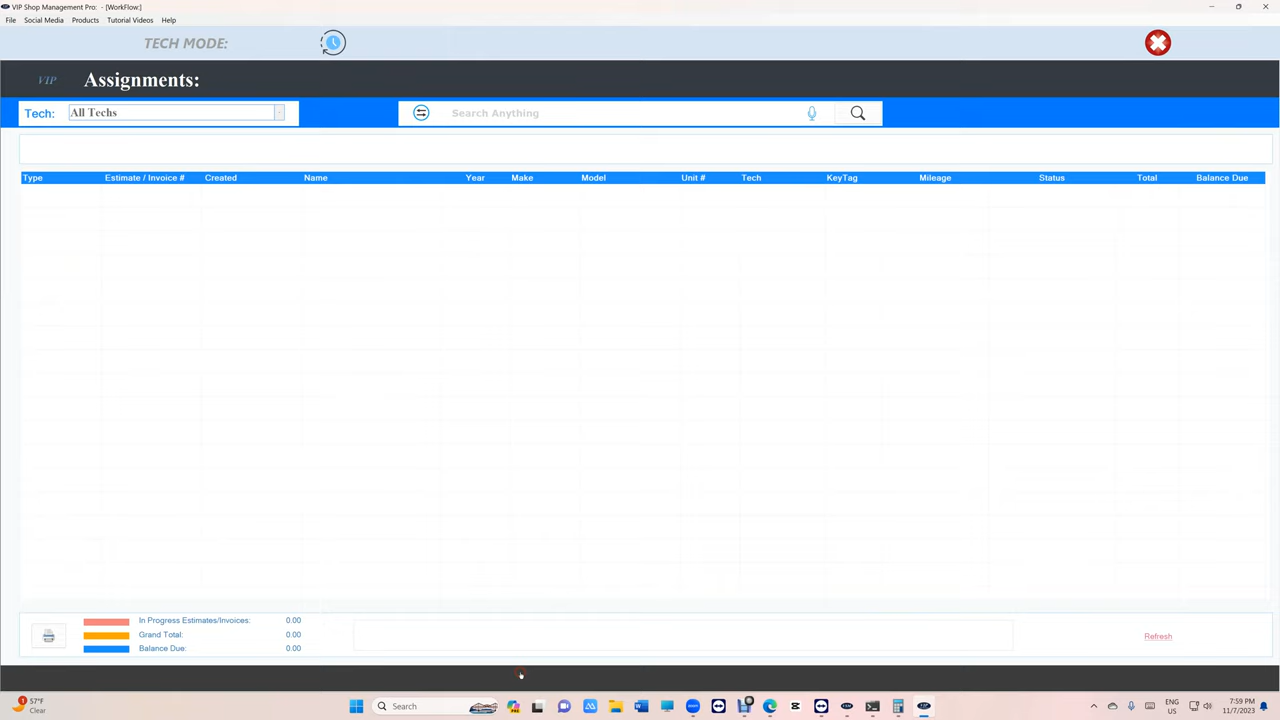 VIP Shop Management Pro: - [WorkFlow:]
File Social Media Products Tutorial Videos Help
TECH MODE:
VIP Assignments:
Tech: All Techs Search Anything
Type Estimate / Invoice # Created Name Year Make Model Unit # Tech KeyTag Mileage Status Total Balance Due
In Progress Estimates/Invoices: 0.00
Grand Total: 0.00
Balance Due: 0.00
Refresh
1 57°F
Clear
Search
ENG
US
7:59 PM
11/7/2023